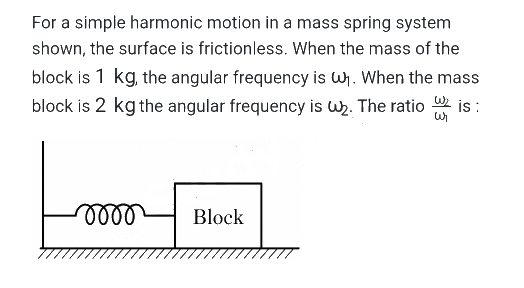 For a simple harmonic motion in a mass spring system
shown, the surface is frictionless. When the mass of the
block is 1 kg, the angular frequency is ω₁. When the mass
block is 2 kg the angular frequency is ω₂. The ratio ω₂/ω₁ is :
Block